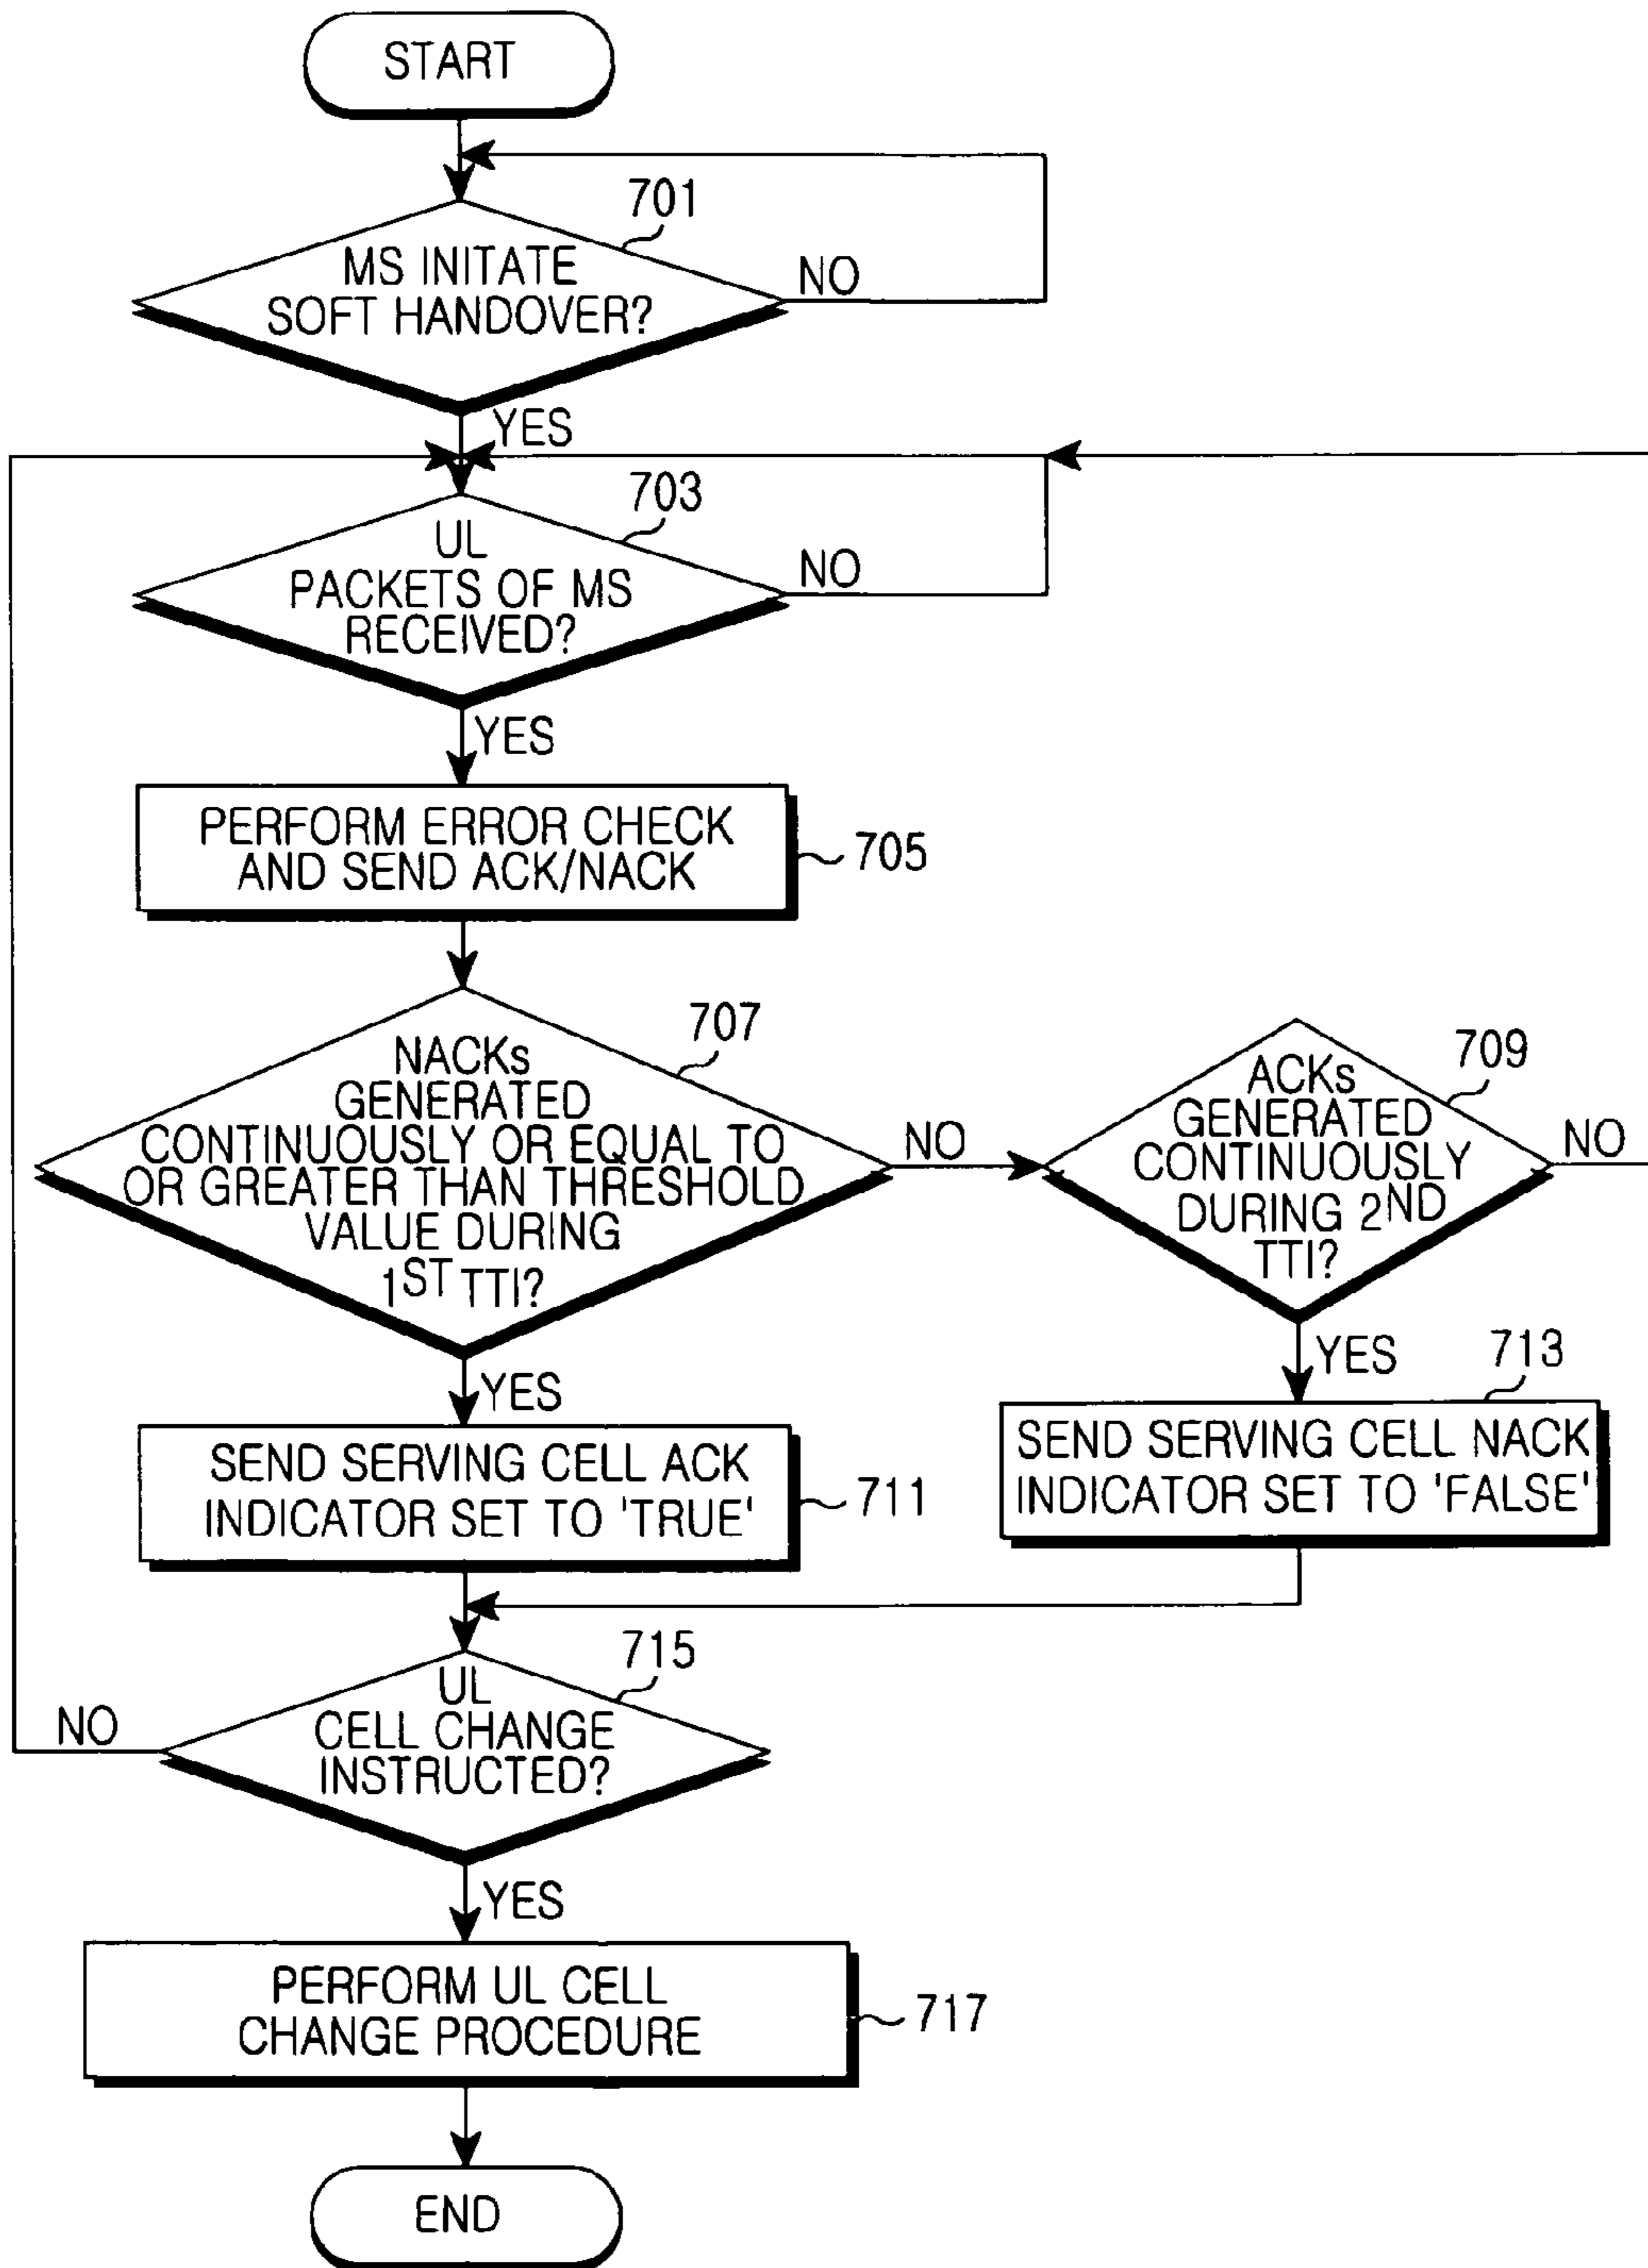 START
701
MS INITATE
SOFT HANDOVER?
NO
YES
703
UL
PACKETS OF MS
RECEIVED?
NO
YES
PERFORM ERROR CHECK
AND SEND ACK/NACK
705
707
NACKs
GENERATED
CONTINUOUSLY OR EQUAL TO
OR GREATER THAN THRESHOLD
VALUE DURING
1ST TTI?
NO
709
ACKs
GENERATED
CONTINUOUSLY
DURING 2ND
TTI?
NO
YES
YES
713
SEND SERVING CELL ACK
INDICATOR SET TO 'TRUE'
711
SEND SERVING CELL NACK
INDICATOR SET TO 'FALSE'
715
UL
CELL CHANGE
INSTRUCTED?
NO
YES
PERFORM UL CELL
CHANGE PROCEDURE
717
END